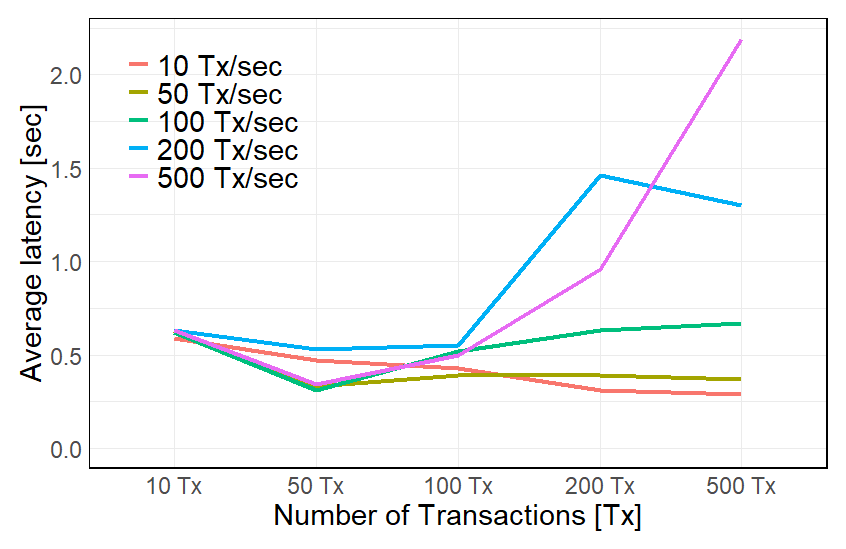 10 Tx/sec
50 Tx/sec
100 Tx/sec
200 Tx/sec
500 Tx/sec
Average latency [sec]
2.0
1.5
1.0
0.5
0.0
10 Tx
50 Tx
100 Tx
200 Tx
500 Tx
Number of Transactions [Tx]